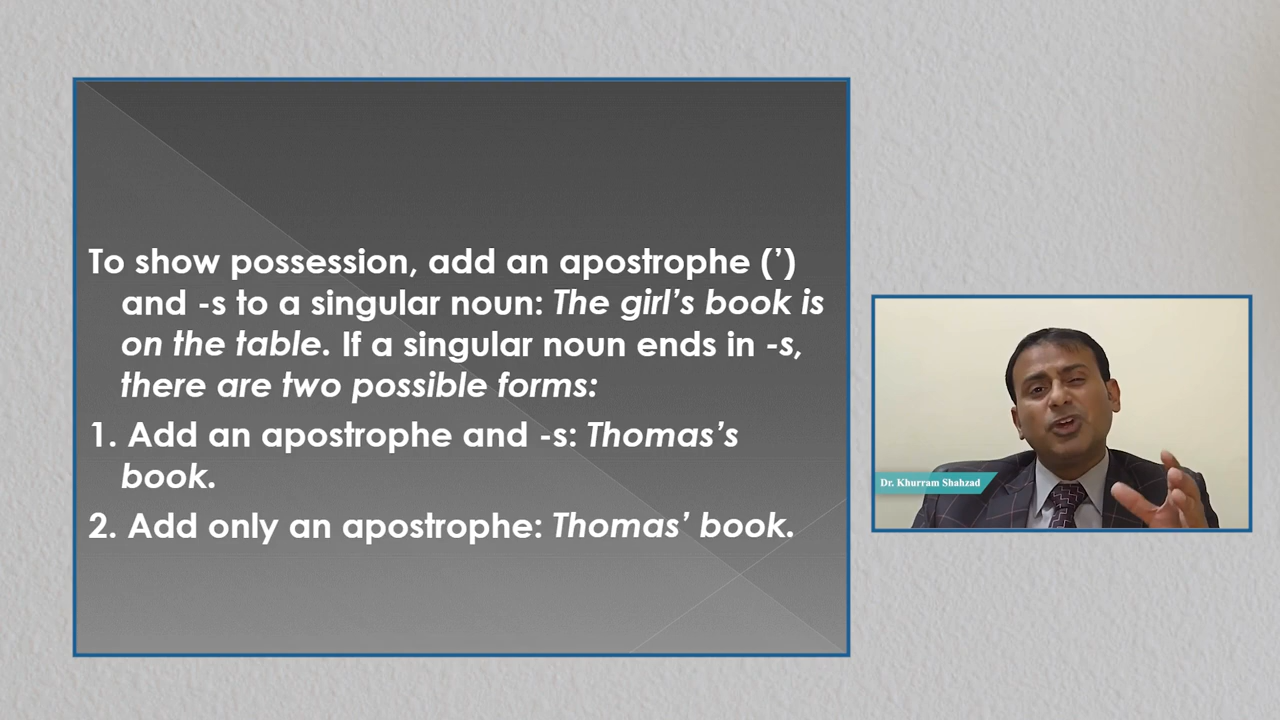 To show possession, add an apostrophe (’)
and -s to a singular noun: The girl’s book is
on the table. If a singular noun ends in -s,
there are two possible forms:
1. Add an apostrophe and -s: Thomas’s
book.
2. Add only an apostrophe: Thomas’ book.
Dr. Khurram Shahzad